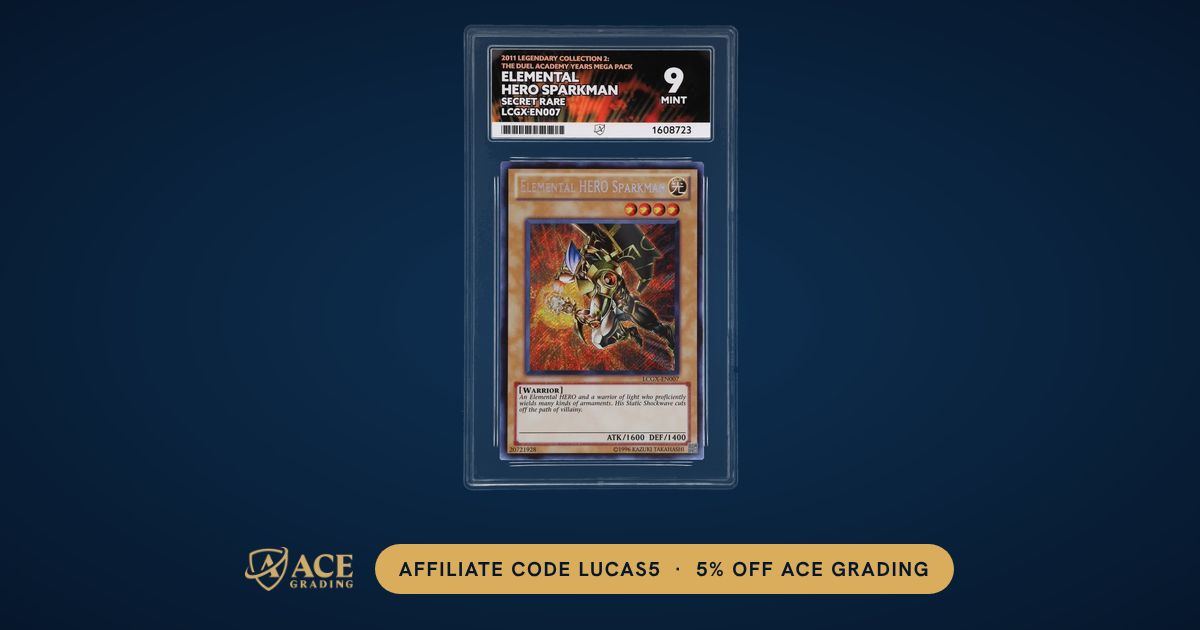 2011 LEGENDARY COLLECTION 2:
THE DUEL ACADEMY YEARS MEGA PACK
ELEMENTAL
HERO SPARKMAN
SECRET RARE
LCGX-EN007
9
MINT
1608723
ELEMENTAL HERO SPARKMAN
光
LCGX-EN007
[WARRIOR]
An Elemental HERO and a warrior of light who proficiently
wields many kinds of armaments. His Static Shockwave cuts
off the path of villainy.
ATK/1600 DEF/1400
20721928
©1996 KAZUKI TAKAHASHI
ACE
GRADING
AFFILIATE CODE LUCAS5 · 5% OFF ACE GRADING